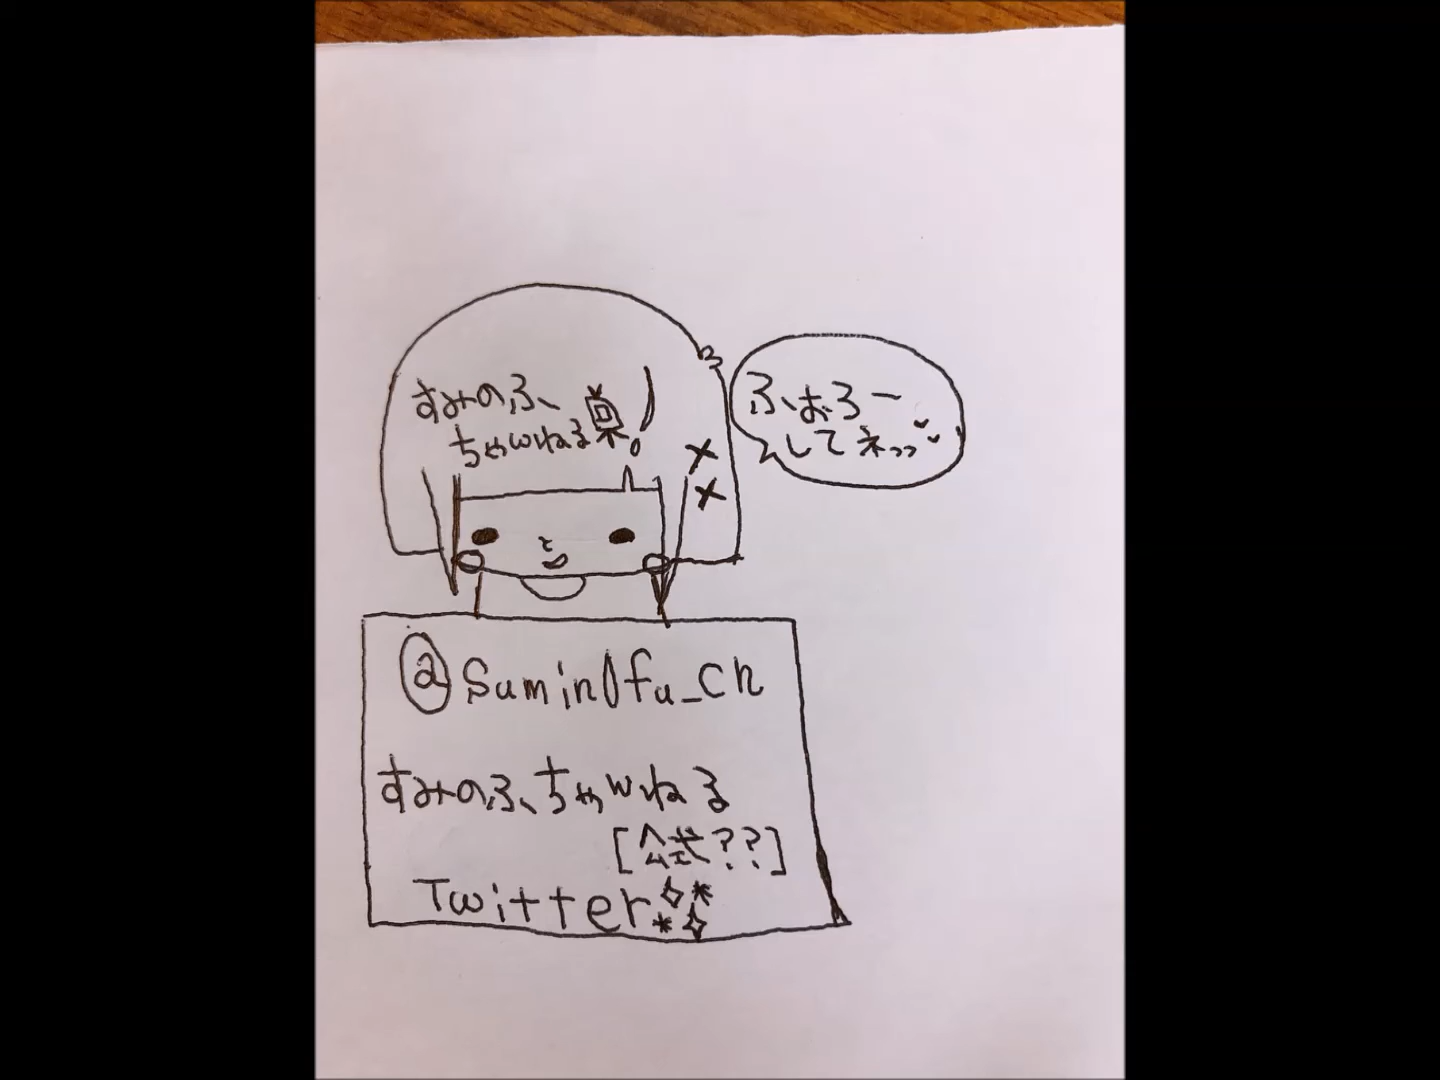 すみのふ
ちゃwねる!
ふぉろー
してネっっ
@Sumin0fu_ch
すみのふちゃwねる
[公式??]
Twitter